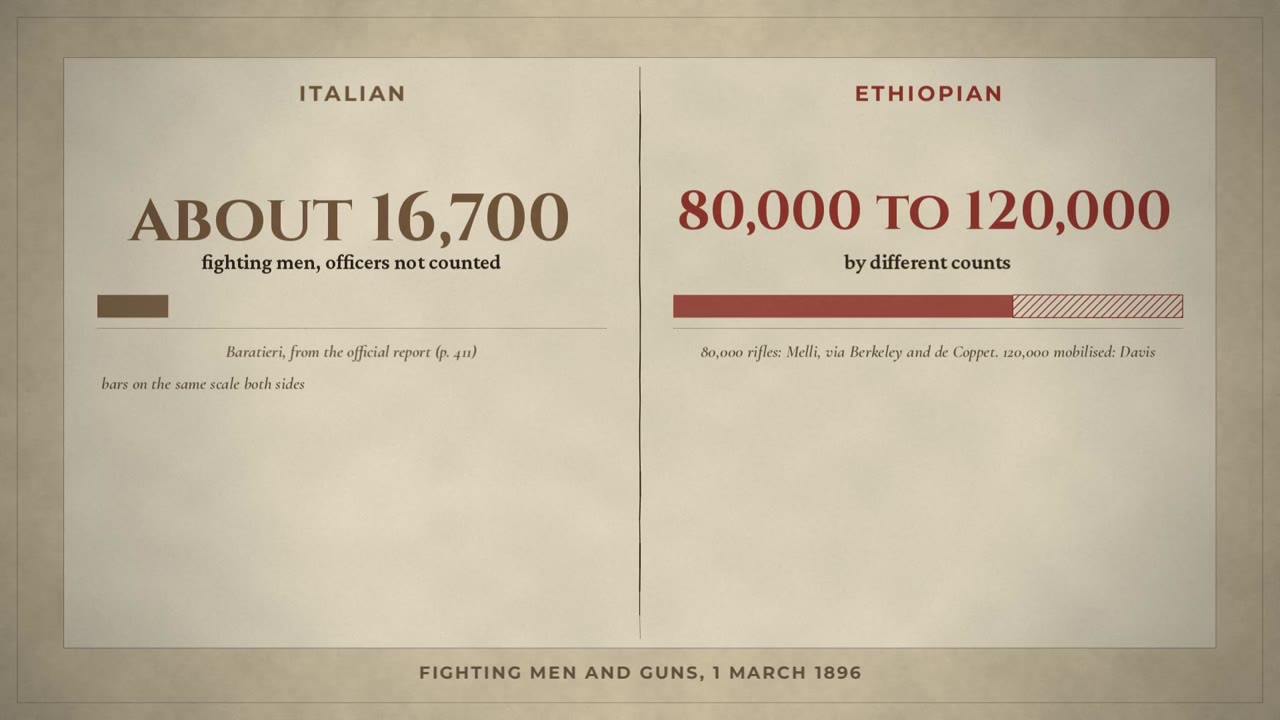 ITALIAN
ABOUT 16,700
fighting men, officers not counted
Baratieri, from the official report (p. 411)
bars on the same scale both sides
ETHIOPIAN
80,000 TO 120,000
by different counts
80,000 rifles: Melli, via Berkeley and de Coppet. 120,000 mobilised: Davis
FIGHTING MEN AND GUNS, 1 MARCH 1896